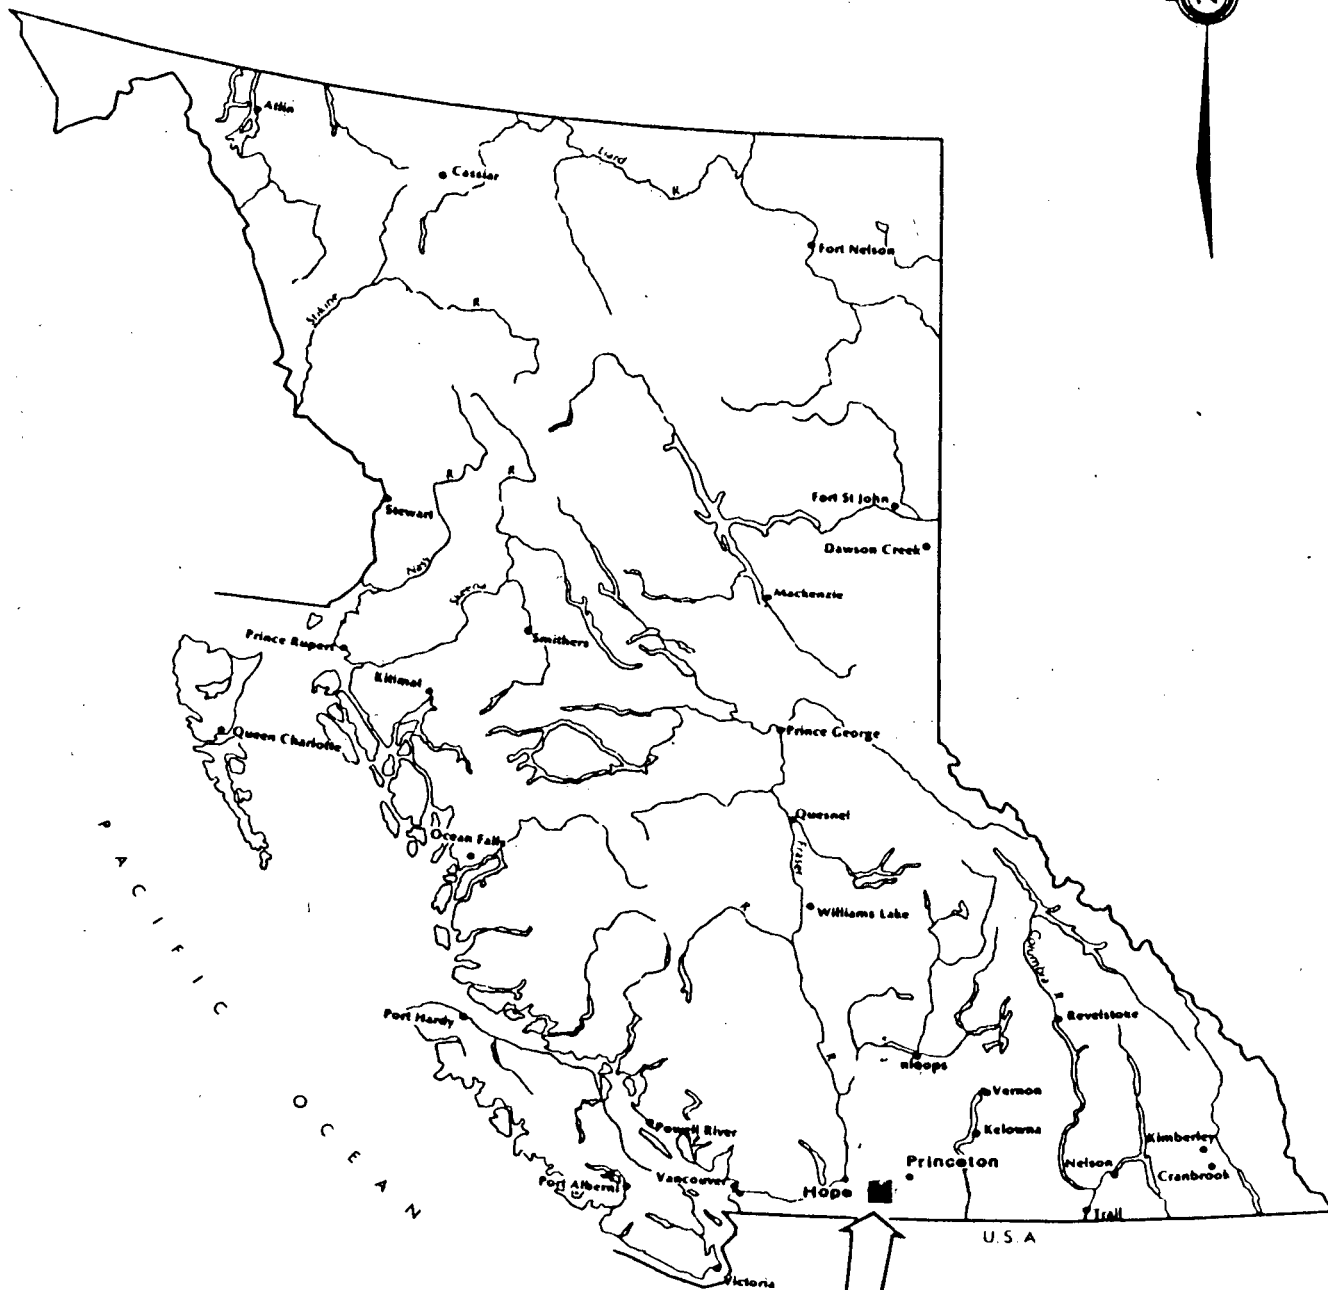 Atlin
Cassiar
Liard
R
Fort Nelson
Stikine
R
Stewart
R
R
Nass
Skeena
Fort St John
Dawson Creek
Mackenzie
Prince Rupert
Smithers
Kitimat
Queen Charlotte
Prince George
PACIFIC OCEAN
Ocean Falls
Quesnel
Fraser
Williams Lake
R
Columbia
R
Port Hardy
Revelstoke
R
nloops
Vernon
Kelowna
Powell River
Kimberley
Princeton
Nelson
Cranbrook
Port Alberni
Vancouver
Hope
Trail
U.S.A
Victoria